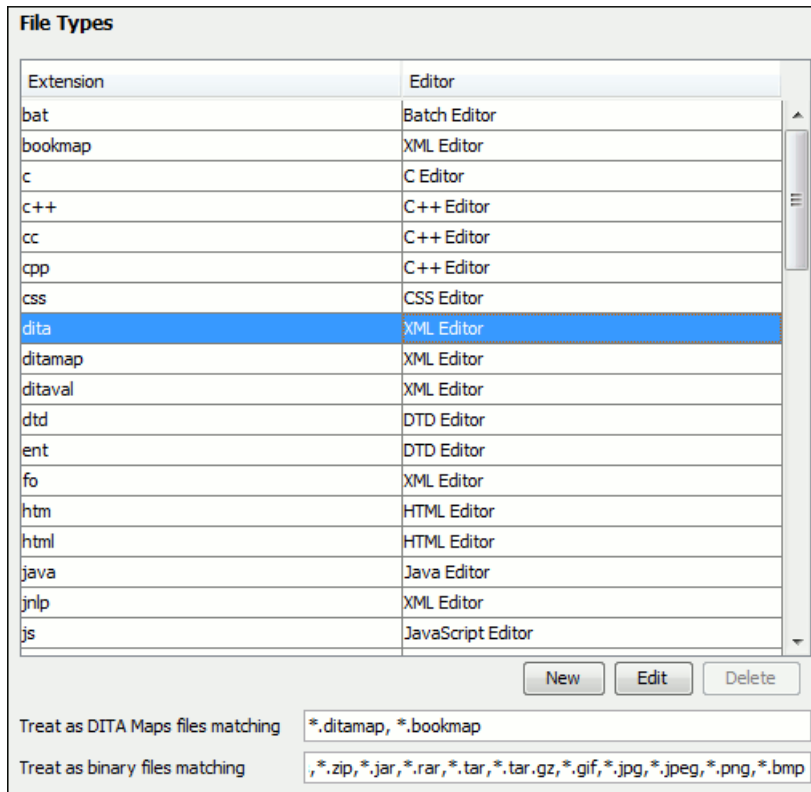 File Types
Extension Editor
bat Batch Editor
bookmap XML Editor
c C Editor
c++ C++ Editor
cc C++ Editor
cpp C++ Editor
css CSS Editor
dita XML Editor
ditamap XML Editor
ditaval XML Editor
dtd DTD Editor
ent DTD Editor
fo XML Editor
htm HTML Editor
html HTML Editor
java Java Editor
jnlp XML Editor
js JavaScript Editor
New Edit Delete
Treat as DITA Maps files matching *.ditamap, *.bookmap
Treat as binary files matching ,*.zip,*.jar,*.rar,*.tar,*.tar.gz,*.gif,*.jpg,*.jpeg,*.png,*.bmp